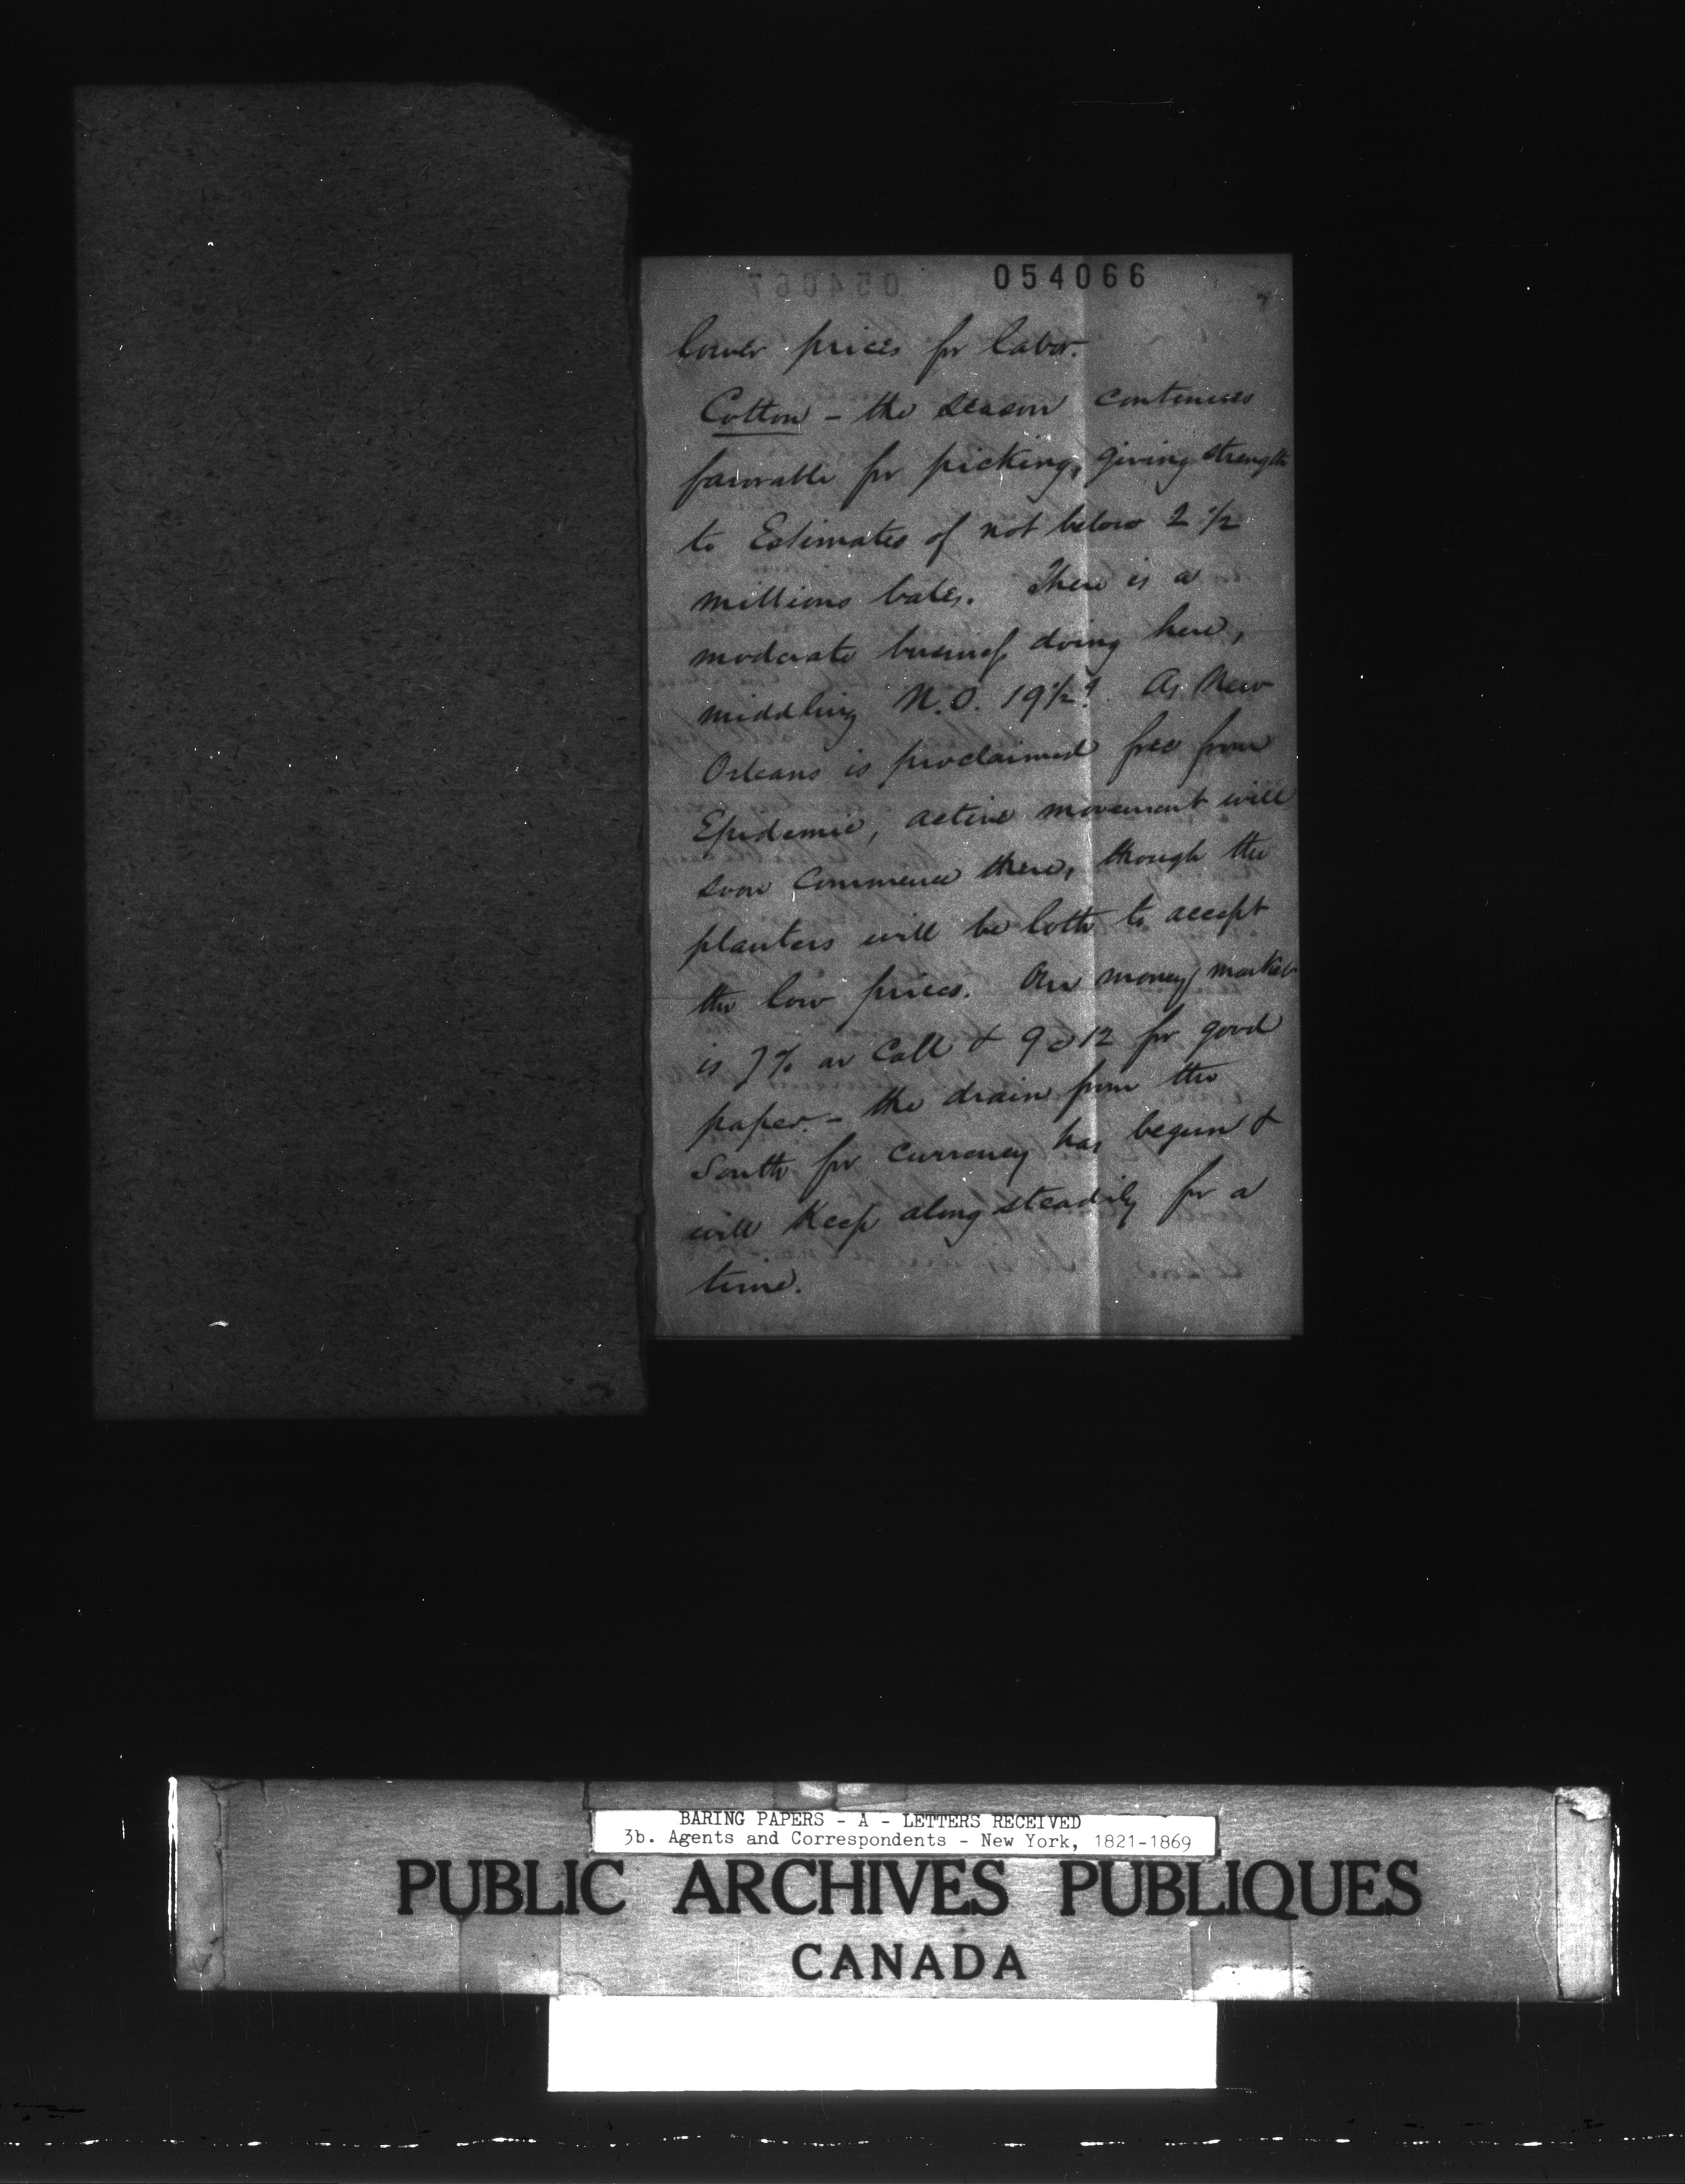 054066
lower prices for labor.
Cotton - the season continues
favorable for picking, giving strength
to Estimates of not below 2 1/2
millions bales. There is a
moderate business doing here,
middling N.O. 19 1/2
As New
Orleans is proclaimed free from
Epidemic, active movement will
soon commence there, though the
planters will be loth to accept
the low prices. Our money market
is 7% on Call & 9 @ 12 for good
paper. - the drain from the
South for currency has begun &
will Keep along steadily for a
time.
BARING PAPERS - A - LETTERS RECEIVED
3b. Agents and Correspondents - New York, 1821-1869
PUBLIC ARCHIVES PUBLIQUES
CANADA